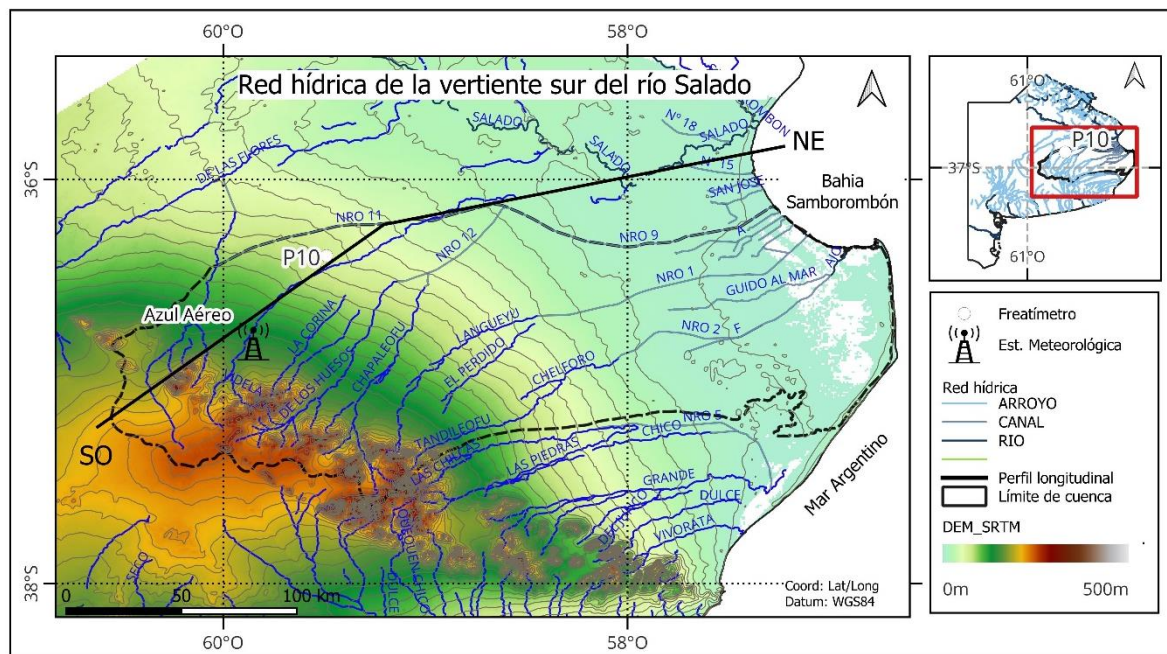 60°O
58°O
Red hídrica de la vertiente sur del río Salado
36°S
38°S
SALADO
Nº 18
SALADO
OMBON
SALADO
Nº 15
NE
DE LAS FLORES
SAN JOSE
Bahia
Samborombón
NRO 11
NRO 9
A
P10
NRO 12
NRO 1
GUIDO AL MAR
AJO
Azul Aéreo
LA CORINA
LANGUEYU
NRO 2
F
EL PERDIDO
CHAPALEOFU
DE LOS HUESOS
ADELA
CHELFORO
SO
TANDILEOFU
NRO 5
CHICO
LAS CHILCAS
LAS PIEDRAS
GRANDE
DULCE
VIVORATA
Mar Argentino
SECO
QUEQUEN CHICO
DULCE
0
50
100 km
Coord: Lat/Long
Datum: WGS84
60°O
58°O
61°O
P10
37°S
61°O
Freatímetro
Est. Meteorológica
Red hídrica
ARROYO
CANAL
RIO
Perfil longitudinal
Límite de cuenca
DEM_SRTM
0m
500m